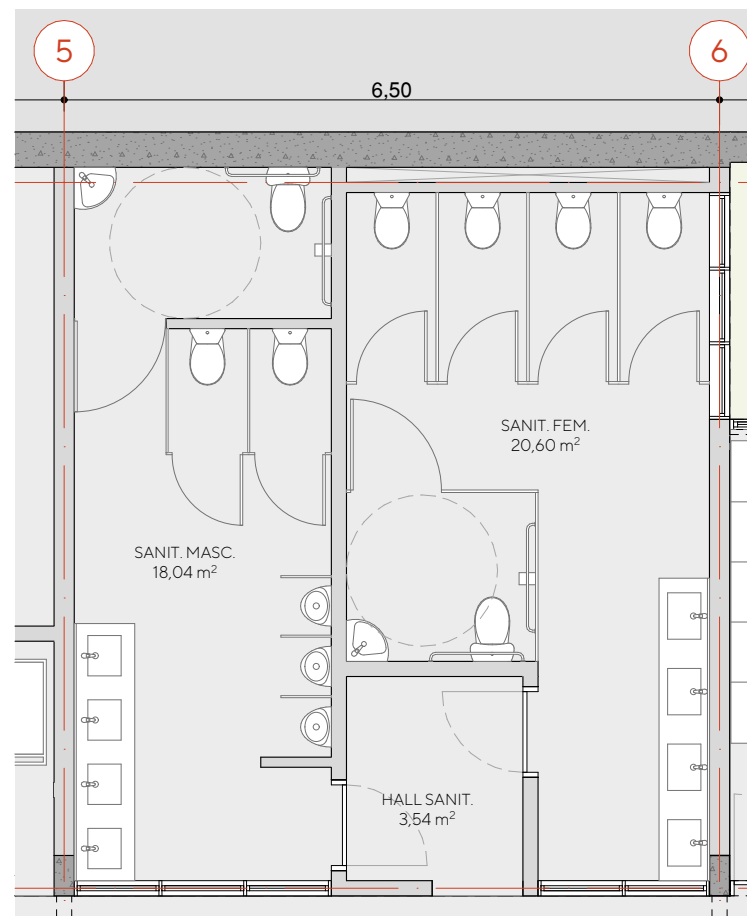 5
6
6,50
SANIT. FEM.
20,60 m²
SANIT. MASC.
18,04 m²
HALL SANIT.
3,54 m²